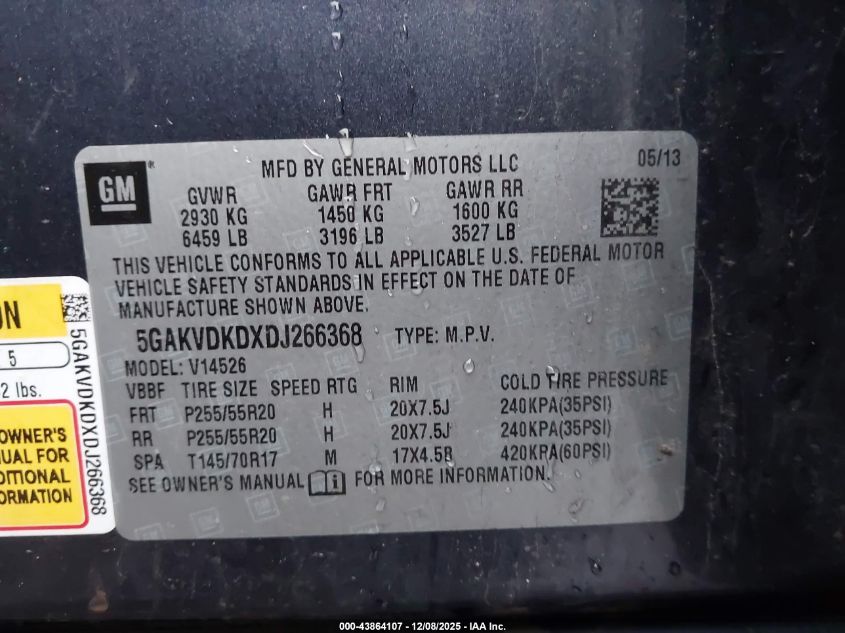 GM
®
MFD BY GENERAL MOTORS LLC
05/13
GVWR GAWR FRT GAWR RR
2930 KG 1450 KG 1600 KG
6459 LB 3196 LB 3527 LB
THIS VEHICLE CONFORMS TO ALL APPLICABLE U.S. FEDERAL MOTOR
VEHICLE SAFETY STANDARDS IN EFFECT ON THE DATE OF
MANUFACTURE SHOWN ABOVE.
5GAKVDKDXDJ266368 TYPE: M.P.V.
MODEL: V14526
VBBF TIRE SIZE SPEED RTG RIM COLD TIRE PRESSURE
FRT P255/55R20 H 20X7.5J 240KPA(35PSI)
RR P255/55R20 H 20X7.5J 240KPA(35PSI)
SPA T145/70R17 M 17X4.5B 420KPA(60PSI)
SEE OWNER'S MANUAL i FOR MORE INFORMATION.
ON
5
2 lbs.
OWNER'S
UAL FOR
DITIONAL
ORMATION
5GAKVDKDXDJ266368
000-43864107 - 12/08/2025 - IAA Inc.